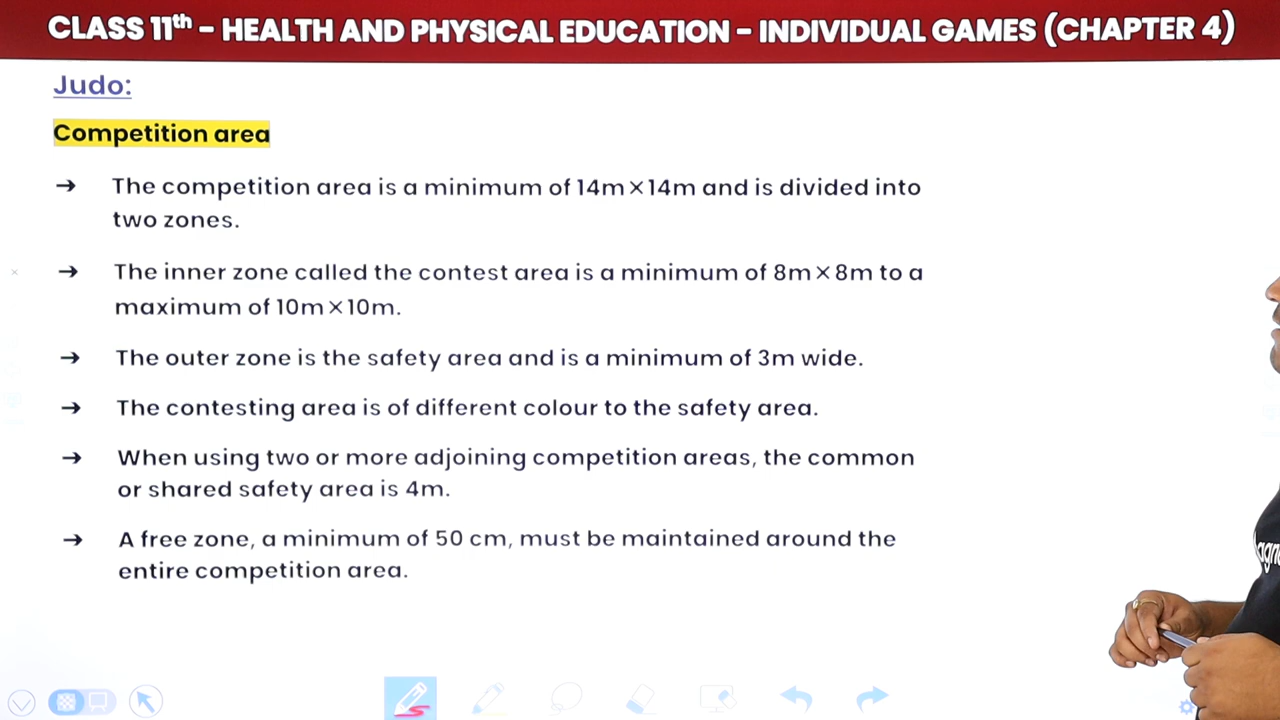 CLASS 11th – HEALTH AND PHYSICAL EDUCATION – INDIVIDUAL GAMES (CHAPTER 4)
Judo:
Competition area
→ The competition area is a minimum of 14m×14m and is divided into
two zones.
→ The inner zone called the contest area is a minimum of 8m×8m to a
maximum of 10m×10m.
→ The outer zone is the safety area and is a minimum of 3m wide.
→ The contesting area is of different colour to the safety area.
→ When using two or more adjoining competition areas, the common
or shared safety area is 4m.
→ A free zone, a minimum of 50 cm, must be maintained around the
entire competition area.